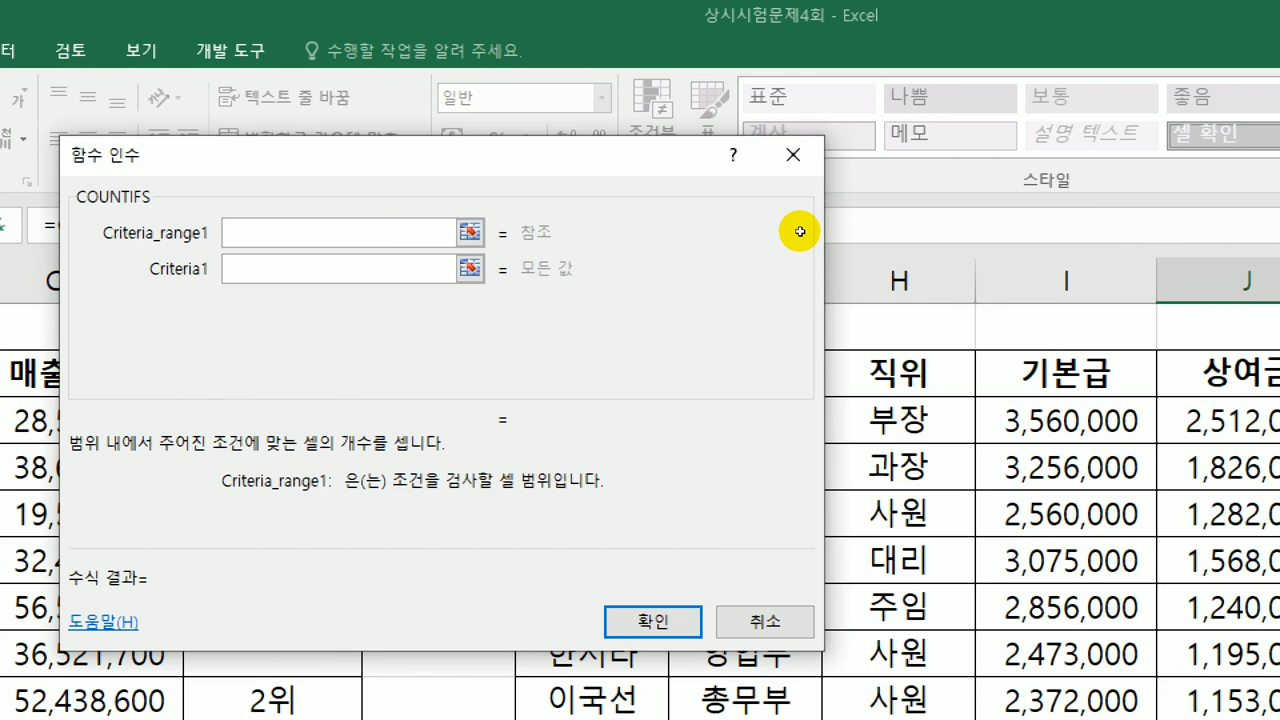 상시시험문제4회 - Excel
터 검토 보기 개발 도구 수행할 작업을 알려 주세요.
텍스트 줄 바꿈 일반 표준 나쁨 보통 좋음
계산 메모 설명 텍스트 셀 확인
스타일
함수 인수 ? 
COUNTIFS
Criteria_range1 = 참조
Criteria1 = 모든 값
=
범위 내에서 주어진 조건에 맞는 셀의 개수를 셉니다.
Criteria_range1: 은(는) 조건을 검사할 셀 범위입니다.
수식 결과=
도움말(H) 확인 취소
H I J
직위 기본급
부장 3,560,000
과장 3,256,000
사원 2,560,000
대리 3,075,000
주임 2,856,000
36,521,700 사원 2,473,000
52,438,600 2위 이국선 총무부 사원 2,372,000